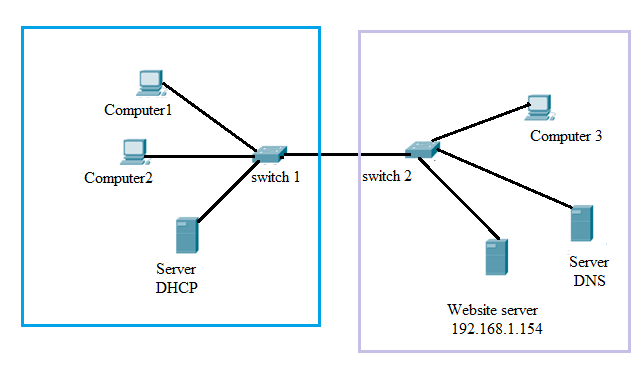 Computer1
Computer2
switch 1
Server
DHCP
switch 2
Computer 3
Server
DNS
Website server
192.168.1.154